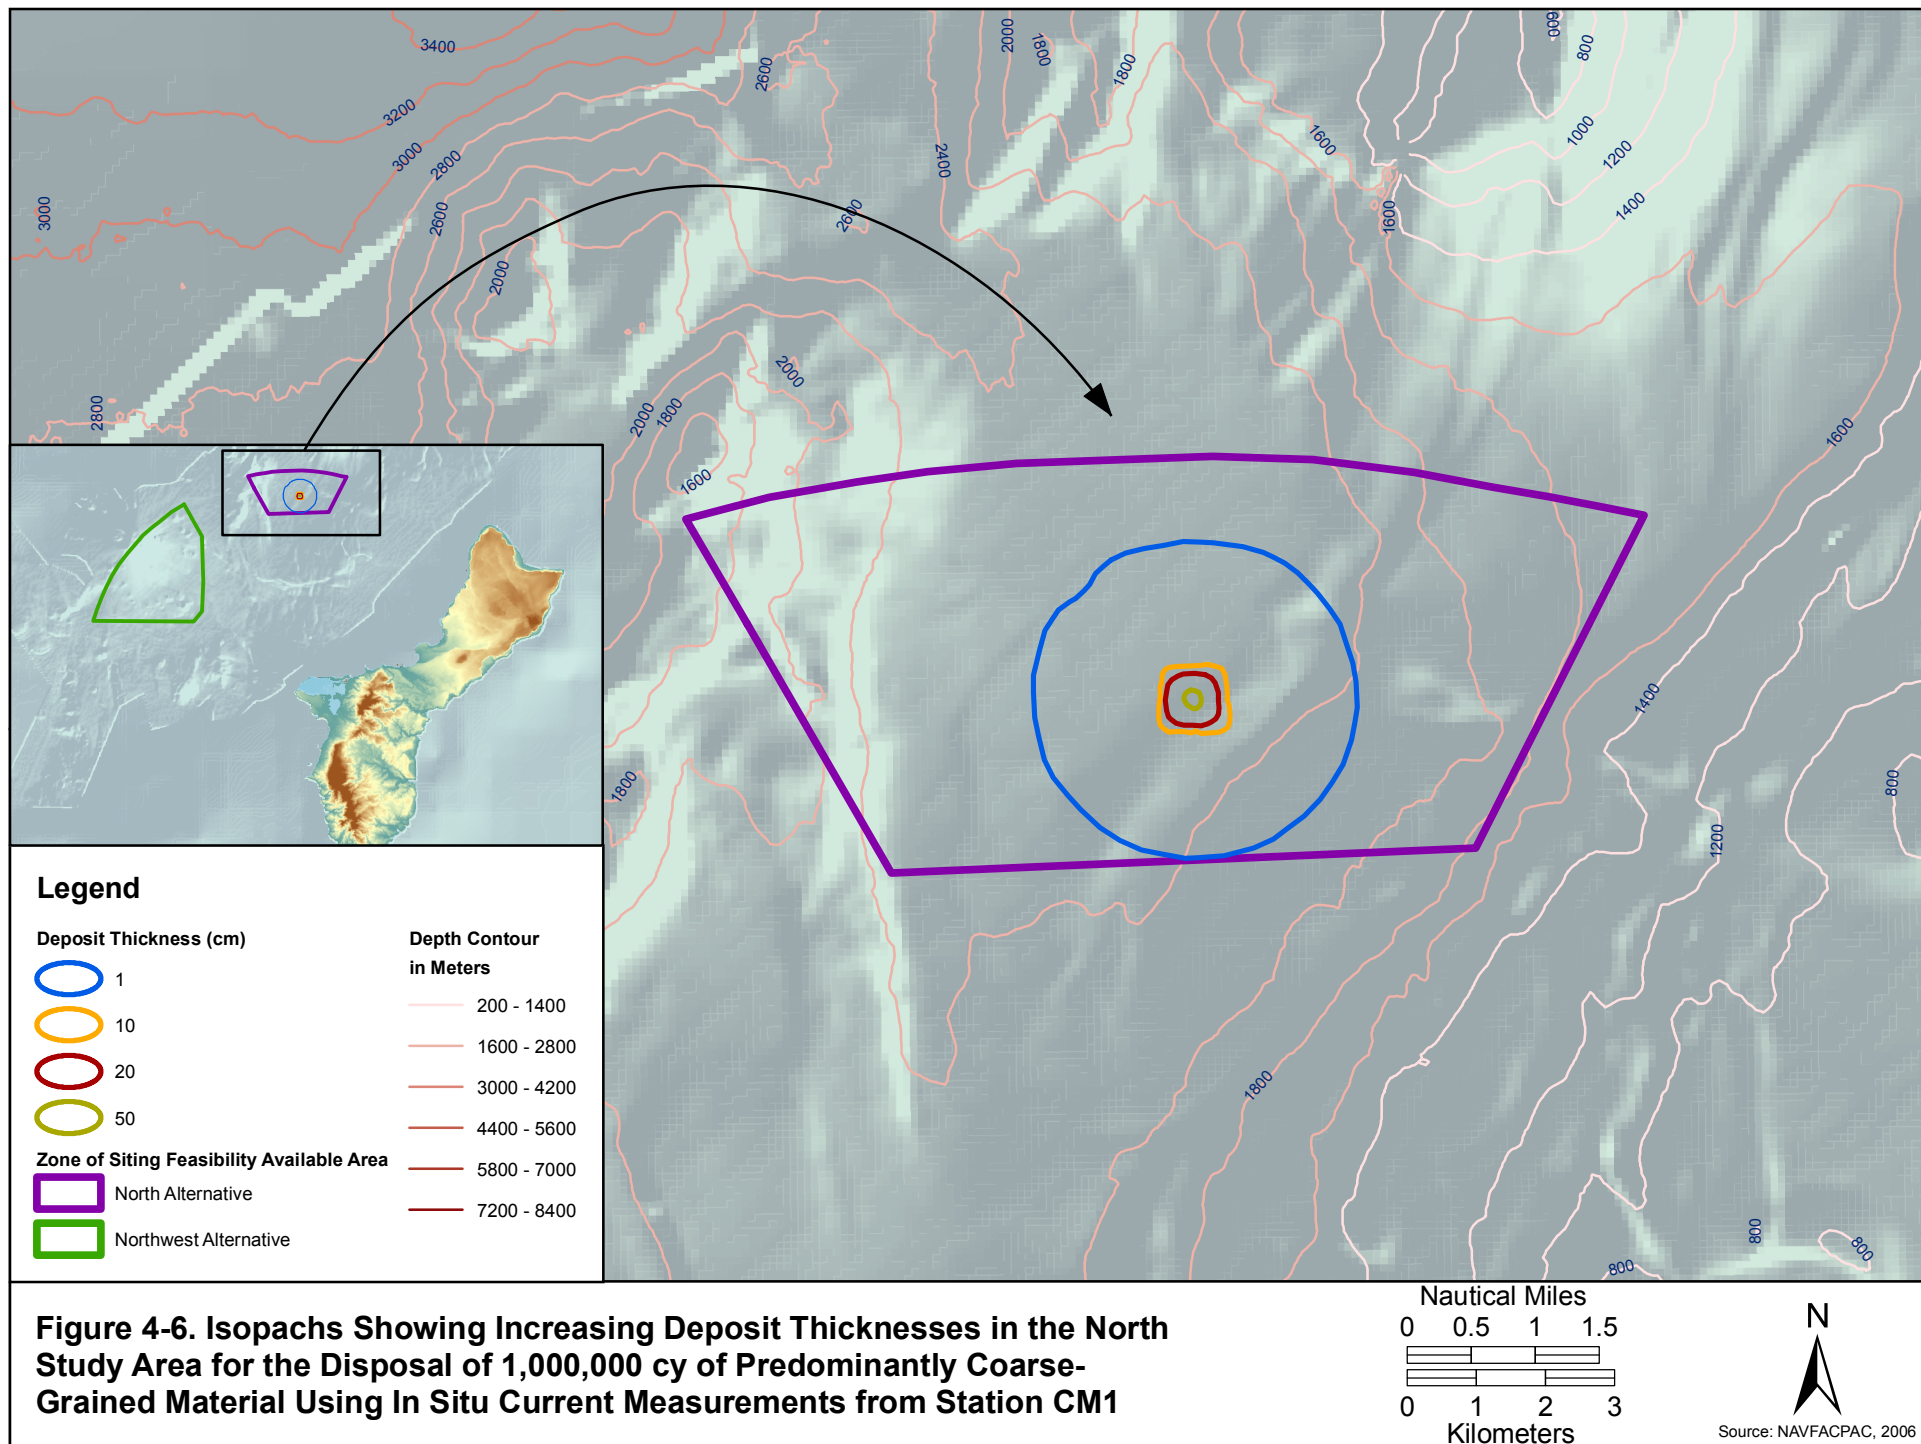 3400
3200
3000
2800
2600
2600
2600
3000
2800
2000
2000
1800
2000
1600
2400
2000
1800
1800
1600
1600
600
800
1000
1200
1400
1600
1400
1200
800
1800
1800
800
800
800
Legend
Deposit Thickness (cm)
1
10
20
50
Zone of Siting Feasibility Available Area
North Alternative
Northwest Alternative
Depth Contour
in Meters
200 - 1400
1600 - 2800
3000 - 4200
4400 - 5600
5800 - 7000
7200 - 8400
Figure 4-6. Isopachs Showing Increasing Deposit Thicknesses in the North
Study Area for the Disposal of 1,000,000 cy of Predominantly Coarse-
Grained Material Using In Situ Current Measurements from Station CM1
Nautical Miles
0 0.5 1 1.5
0 1 2 3
Kilometers
N
Source: NAVFACPAC, 2006